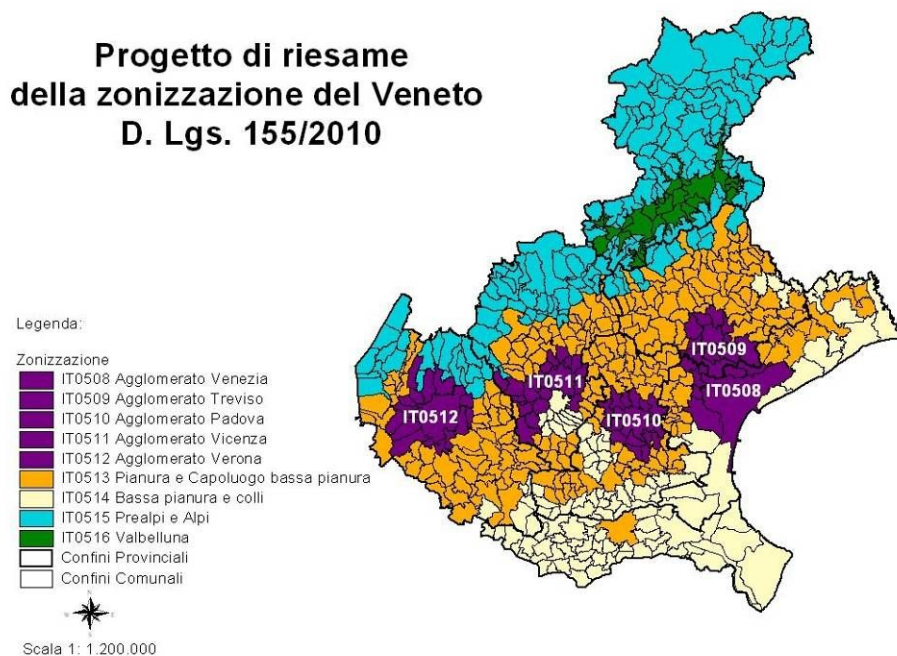 Progetto di riesame
della zonizzazione del Veneto
D. Lgs. 155/2010
Legenda:
Zonizzazione
IT0508 Agglomerato Venezia
IT0509 Agglomerato Treviso
IT0510 Agglomerato Padova
IT0511 Agglomerato Vicenza
IT0512 Agglomerato Verona
IT0513 Pianura e Capoluogo bassa pianura
IT0514 Bassa pianura e colli
IT0515 Prealpi e Alpi
IT0516 Valbelluna
Confini Provinciali
Confini Comunali
Scala 1: 1.200.000
IT0509
IT0511
IT0508
IT0512
IT0510